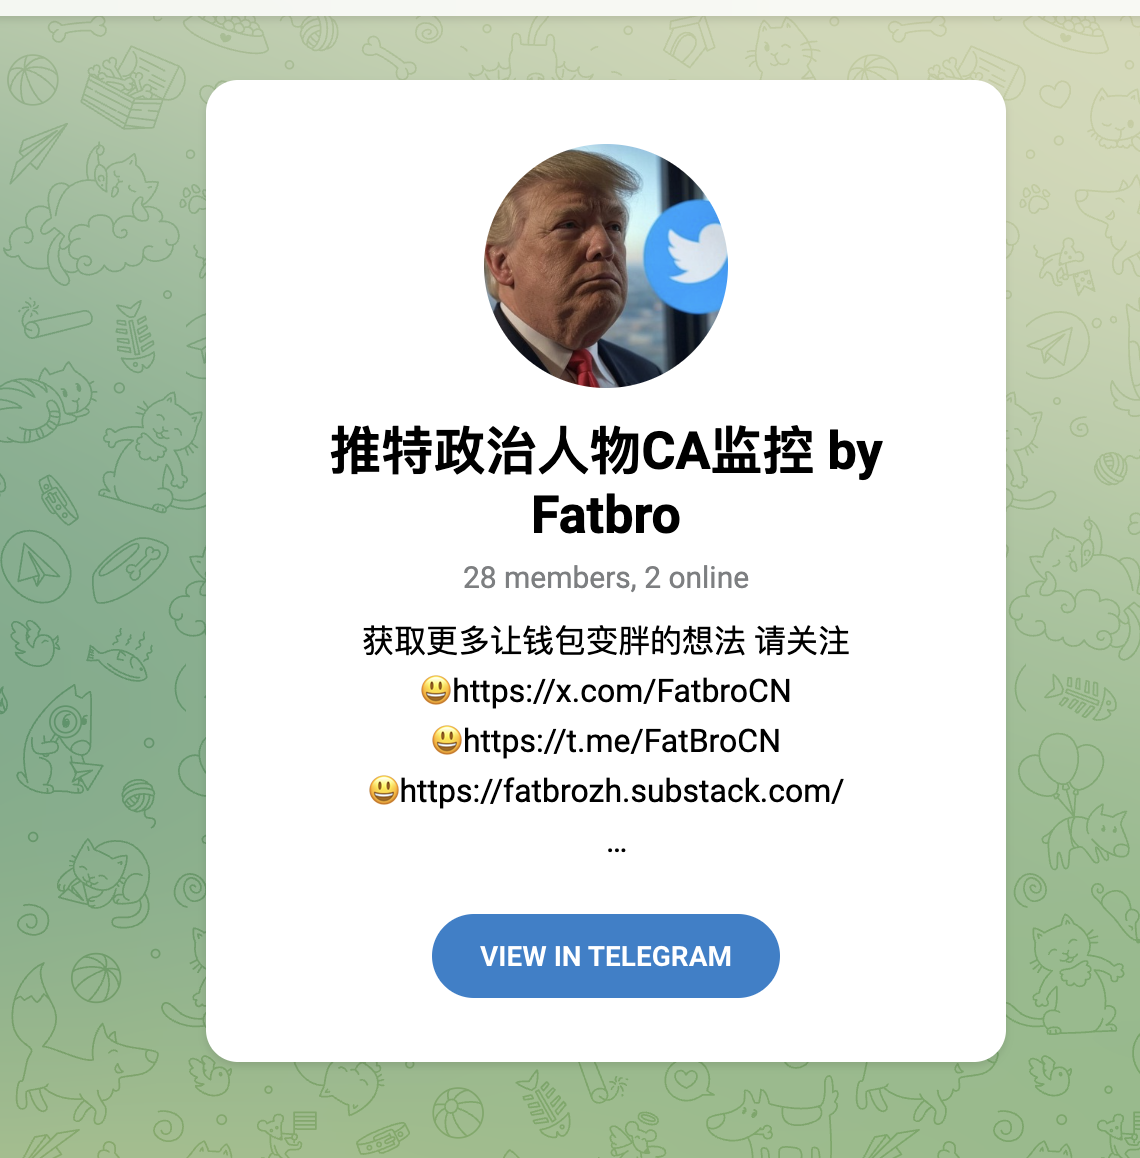 推特政治人物CA监控 by
Fatbro
28 members, 2 online
获取更多让钱包变胖的想法 请关注
😃https://x.com/FatbroCN
😃https://t.me/FatBroCN
😃https://fatbrozh.substack.com/
...
VIEW IN TELEGRAM